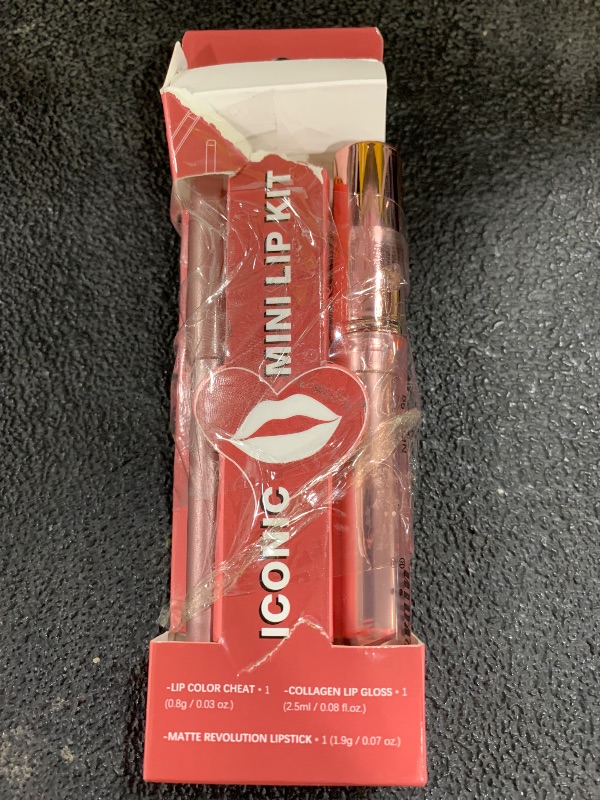 ICONIC MINI LIP KIT
-LIP COLOR CHEAT • 1 -COLLAGEN LIP GLOSS • 1
(0.8g / 0.03 oz.) (2.5ml / 0.08 fl.oz.)
-MATTE REVOLUTION LIPSTICK • 1 (1.9g / 0.07 oz.)